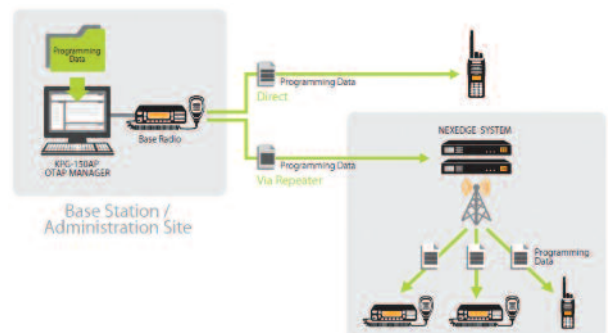 Programming
Data
KPG-150AP
OTAP MANAGER
Base Radio
Base Station /
Administration Site
Programming Data
Direct
Programming Data
Via Repeater
NEXEDGE SYSTEM
Programming
Data